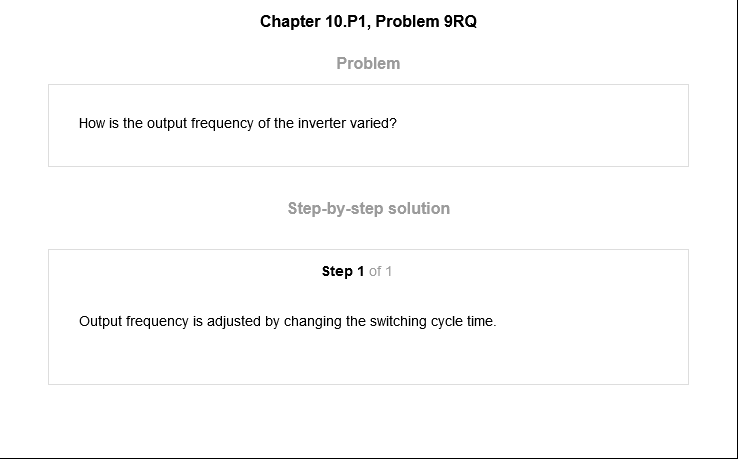 Chapter 10.P1, Problem 9RQ
Problem
How is the output frequency of the inverter varied?
Step-by-step solution
Step 1 of 1
Output frequency is adjusted by changing the switching cycle time.